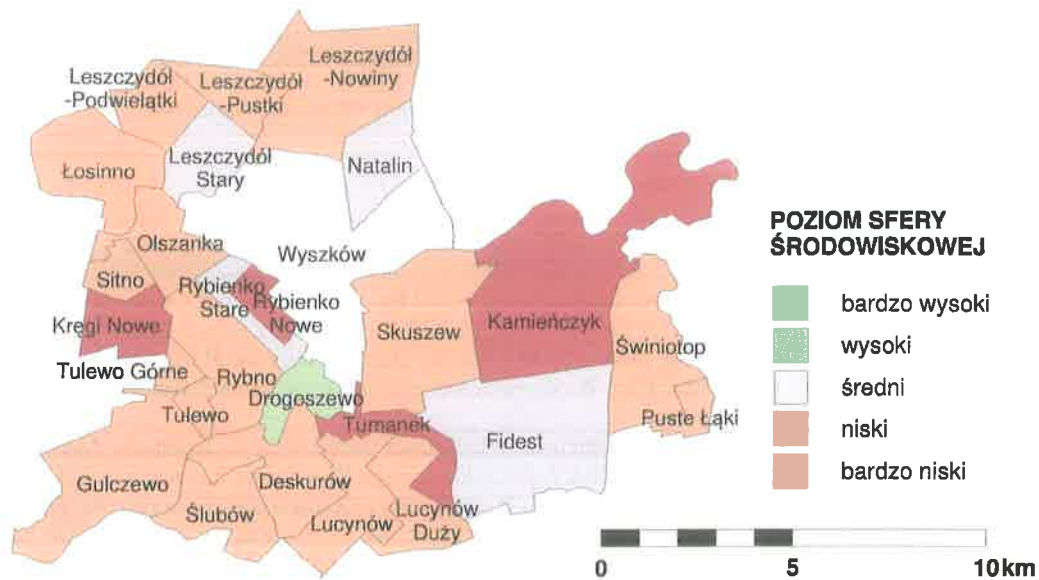 Leszczydół
-Nowiny
Leszczydół
-Podwielątki
Leszczydół
-Pustki
Leszczydół
Stary
Natalin
Łosinno
Olszanka
Wyszków
Sitno
Rybienko
Stare
Rybienko
Nowe
Kręgi Nowe
Skuszew
Kamieńczyk
Świniotop
Tulewo Górne
Rybno
Drogoszewo
Tulewo
Tumanek
Fidest
Puste Łąki
Gulczewo
Deskurów
Ślubów
Lucynów
Lucynów
Duży
POZIOM SFERY
ŚRODOWISKOWEJ
bardzo wysoki
wysoki
średni
niski
bardzo niski
0 5 10km